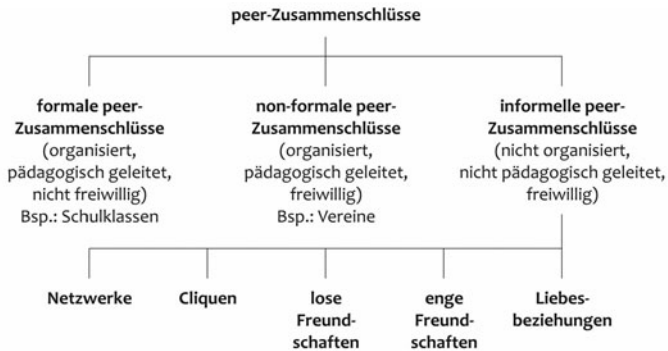 peer-Zusammenschlüsse
formale peer-
Zusammenschlüsse
(organisiert,
pädagogisch geleitet,
nicht freiwillig)
Bsp.: Schulklassen
non-formale peer-
Zusammenschlüsse
(organisiert,
pädagogisch geleitet,
freiwillig)
Bsp.: Vereine
informelle peer-
Zusammenschlüsse
(nicht organisiert,
nicht pädagogisch geleitet,
freiwillig)
Netzwerke
Cliquen
lose
Freund-
schaften
enge
Freund-
schaften
Liebes-
beziehungen